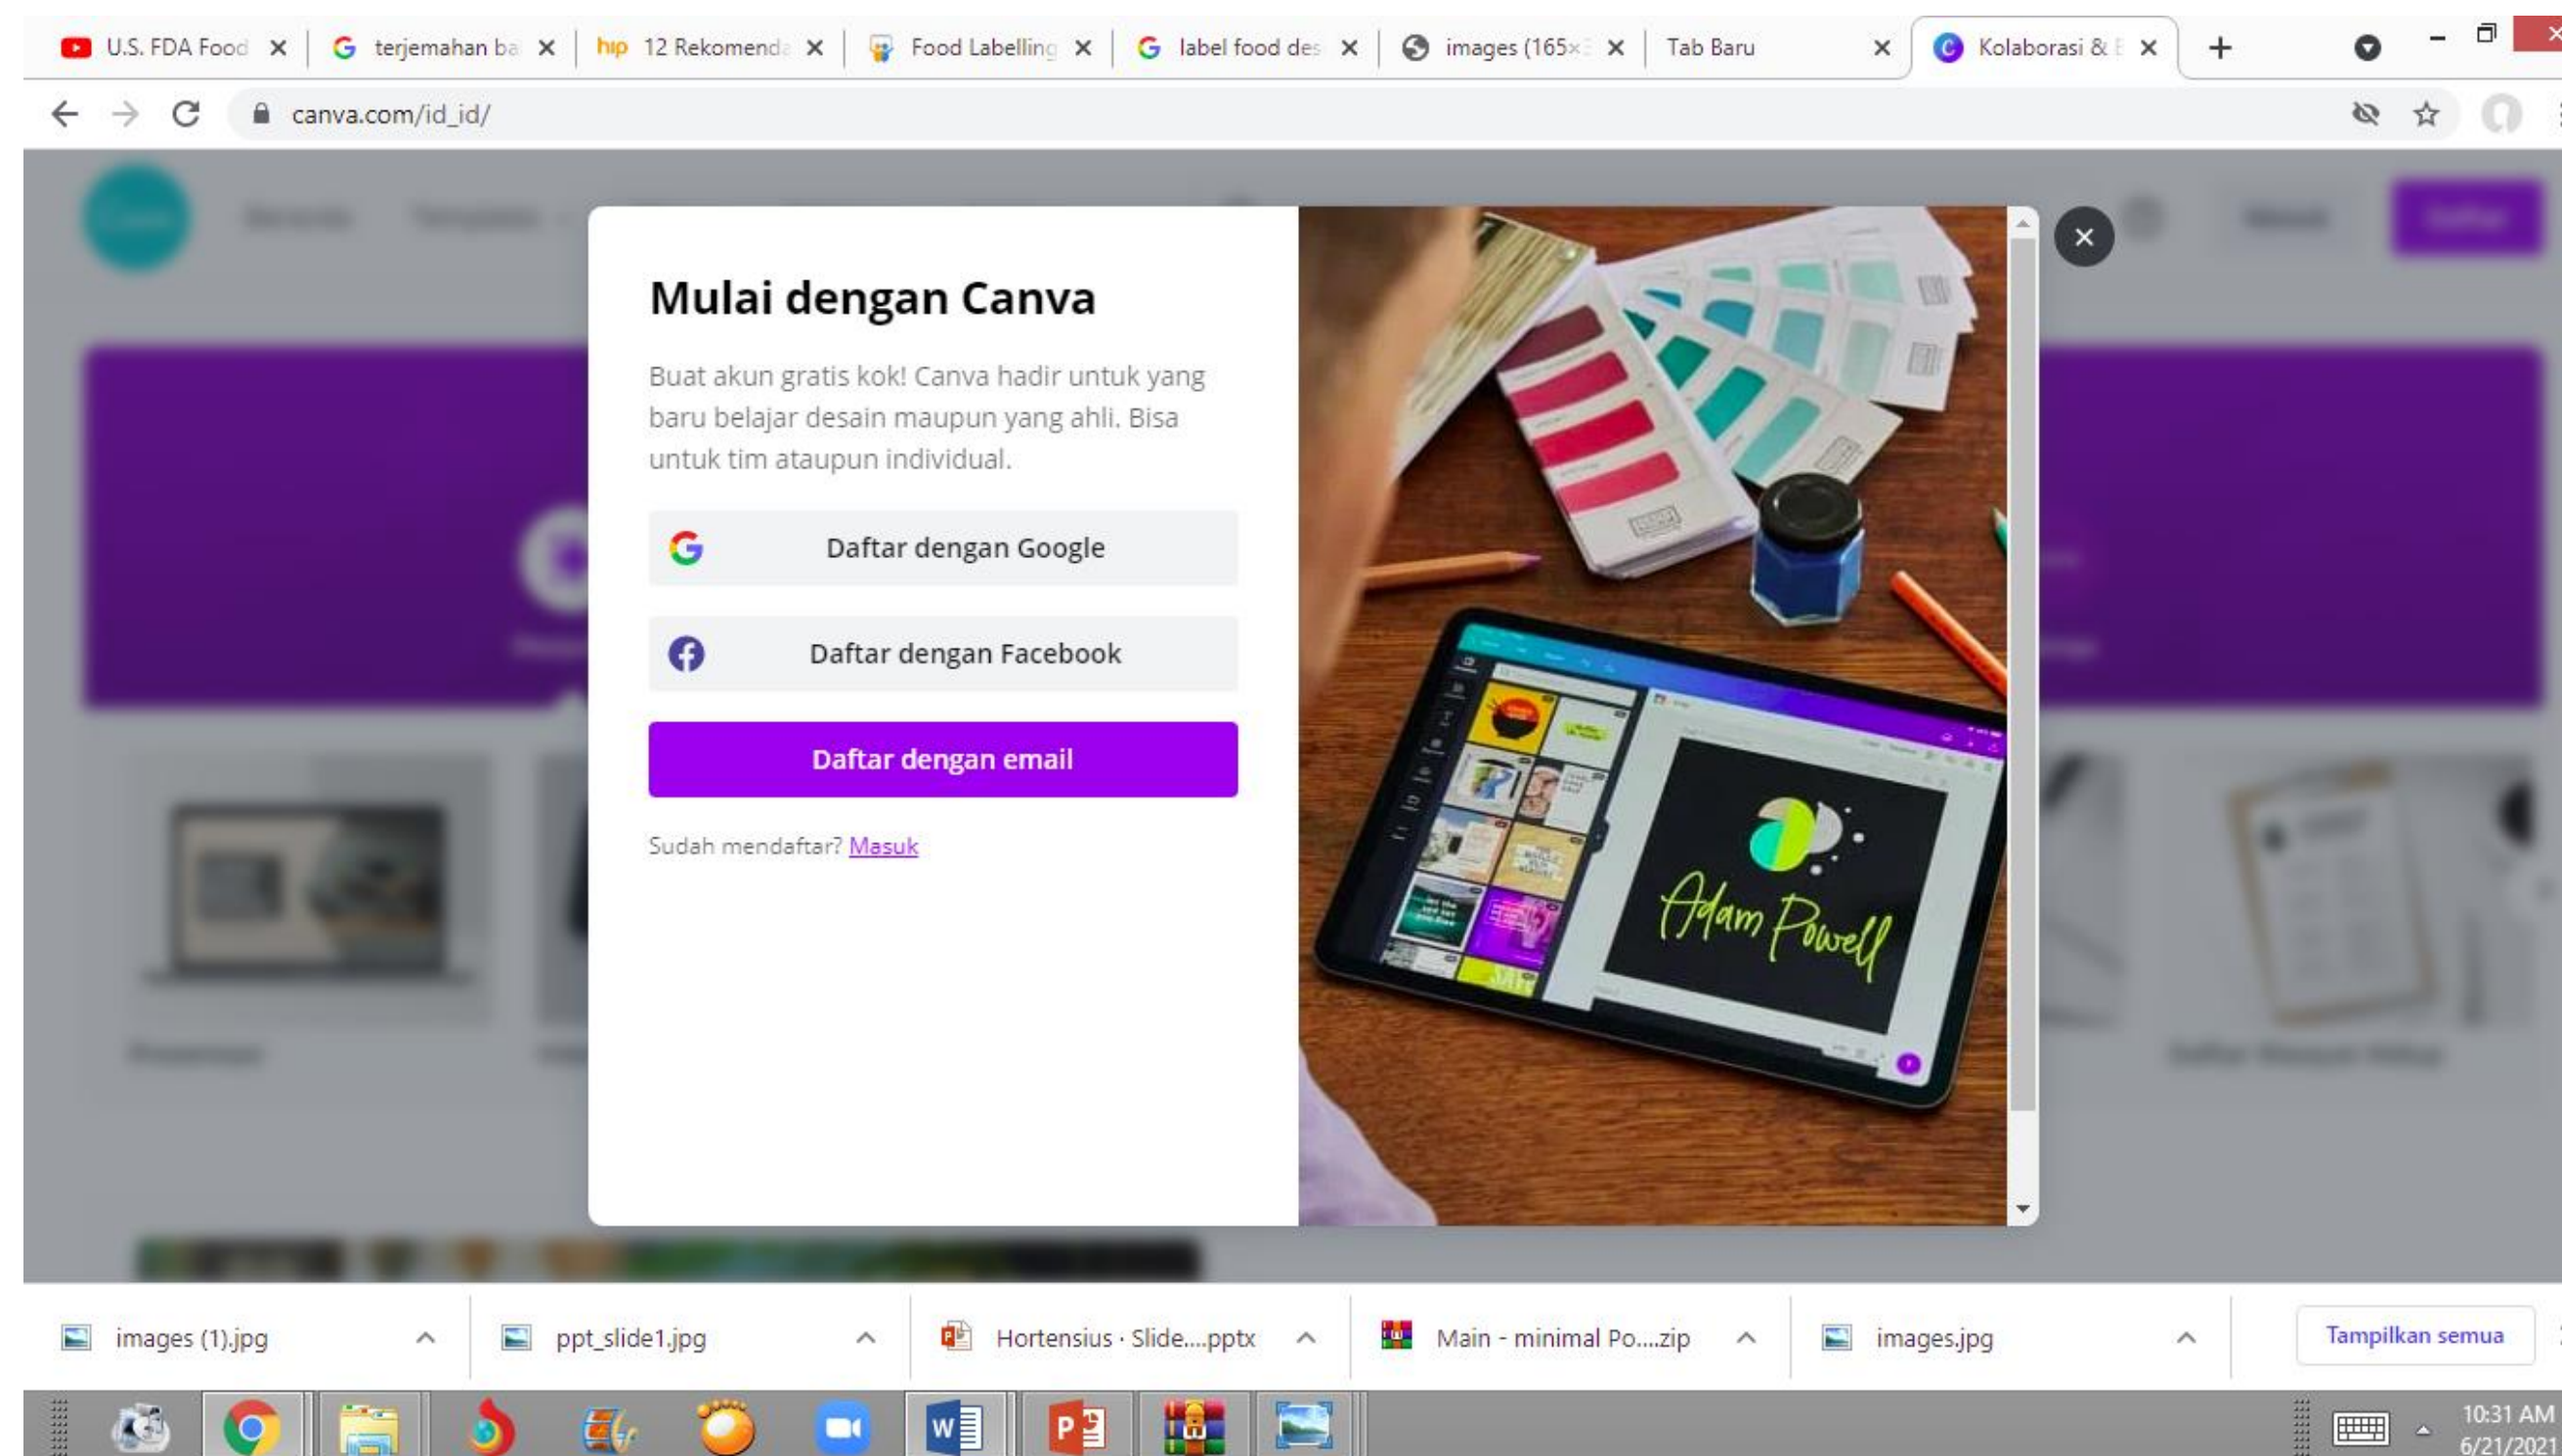 U.S. FDA Food
terjemahan ba
hip 12 Rekomenda
Food Labelling
label food des
images (165×
Tab Baru
Kolaborasi &
canva.com/id_id/
Mulai dengan Canva
Buat akun gratis kok! Canva hadir untuk yang
baru belajar desain maupun yang ahli. Bisa
untuk tim ataupun individual.
Daftar dengan Google
Daftar dengan Facebook
Daftar dengan email
Sudah mendaftar? Masuk
Adam Powell
images (1).jpg
ppt_slide1.jpg
Hortensius · Slide....pptx
Main - minimal Po....zip
images.jpg
Tampilkan semua
10:31 AM
6/21/2021